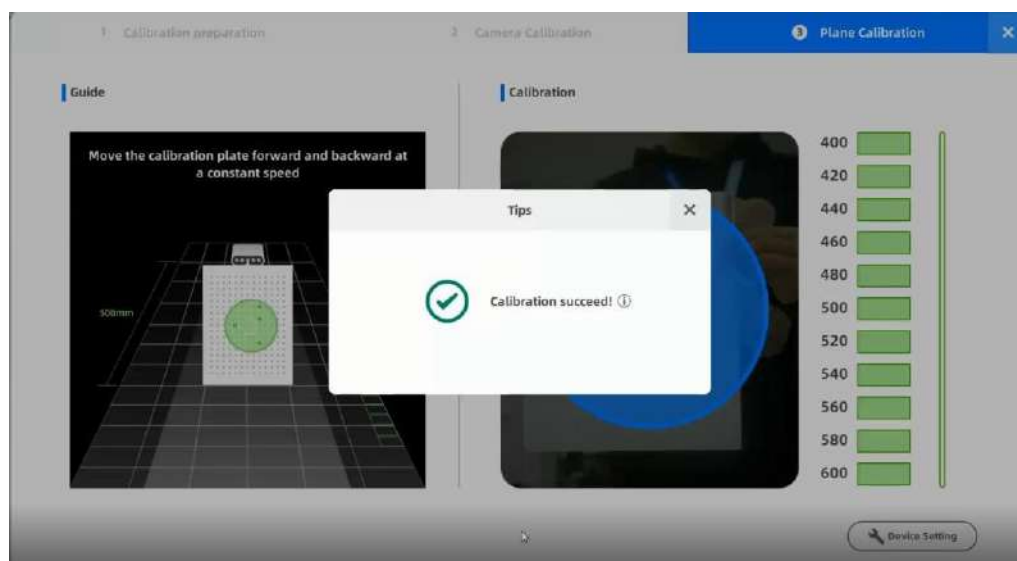 1 Calibration preparation
2 Camera Calibration
3 Plane Calibration
Guide
Calibration
Move the calibration plate forward and backward at
a constant speed
500mm
Tips
Calibration succeed!
400
420
440
460
480
500
520
540
560
580
600
Device Setting